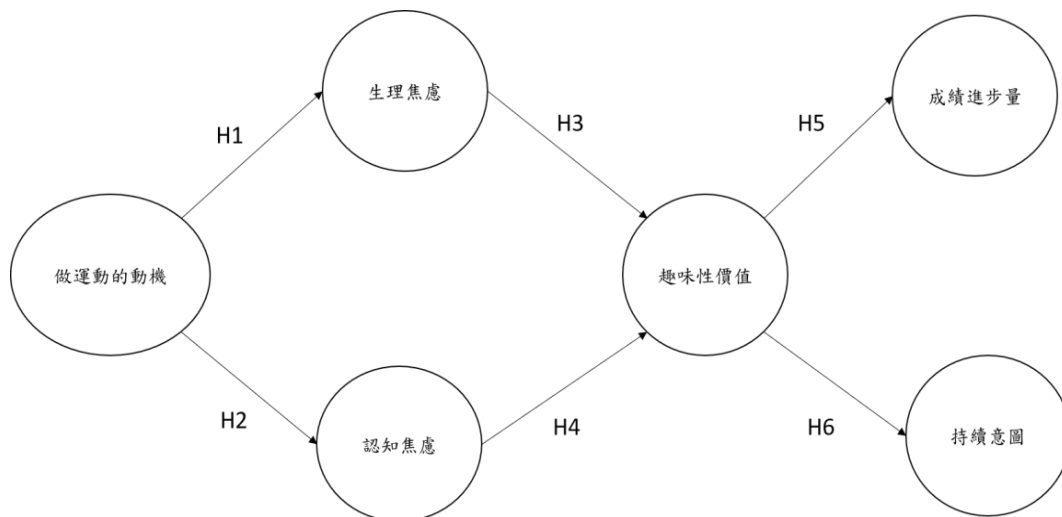 生理焦慮
成績進步量
H1
H3
H5
做運動的動機
趣味性價值
H2
H4
H6
認知焦慮
持續意圖